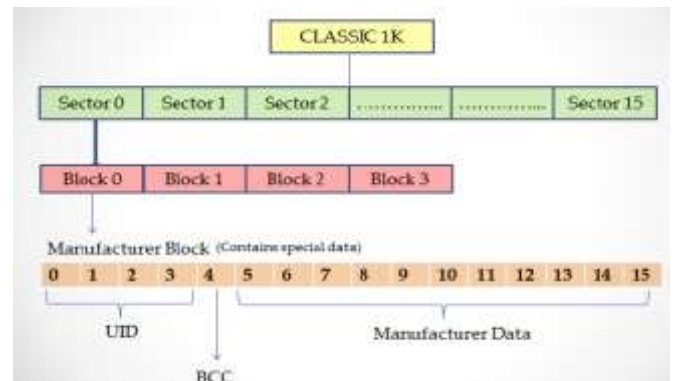 CLASSIC 1K
Sector 0 Sector 1 Sector 2 .............. .............. Sector 15
Block 0 Block 1 Block 2 Block 3
Manufacturer Block (Contains special data)
0 1 2 3 4 5 6 7 8 9 10 11 12 13 14 15
UID
Manufacturer Data
BCC